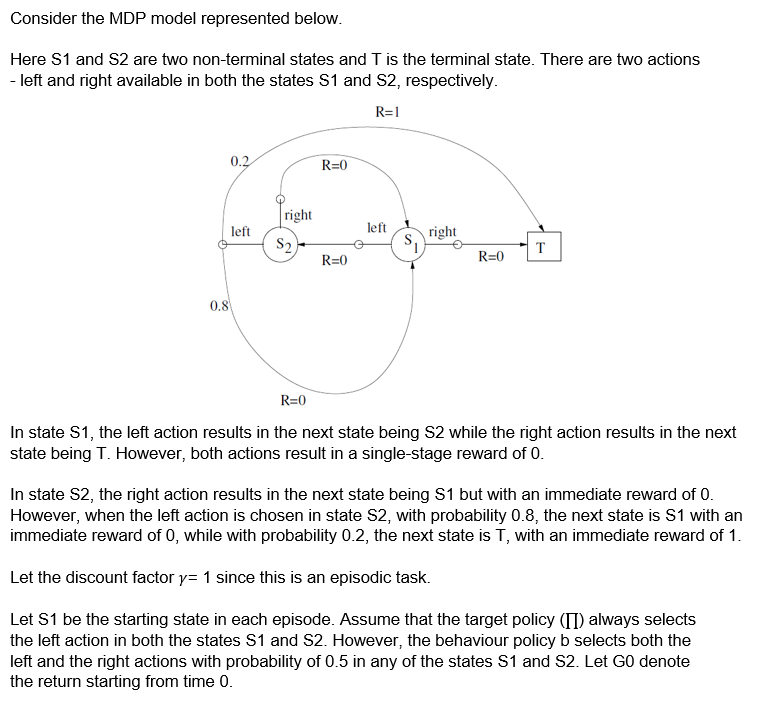 Consider the MDP model represented below.
Here S1 and S2 are two non-terminal states and T is the terminal state. There are two actions
- left and right available in both the states S1 and S2, respectively.
R=1
0.2
R=0
right
left
left
right
S2
S1
T
R=0
R=0
0.8
R=0
In state S1, the left action results in the next state being S2 while the right action results in the next
state being T. However, both actions result in a single-stage reward of 0.
In state S2, the right action results in the next state being S1 but with an immediate reward of 0.
However, when the left action is chosen in state S2, with probability 0.8, the next state is S1 with an
immediate reward of 0, while with probability 0.2, the next state is T, with an immediate reward of 1.
Let the discount factor γ= 1 since this is an episodic task.
Let S1 be the starting state in each episode. Assume that the target policy (∏) always selects
the left action in both the states S1 and S2. However, the behaviour policy b selects both the
left and the right actions with probability of 0.5 in any of the states S1 and S2. Let G0 denote
the return starting from time 0.